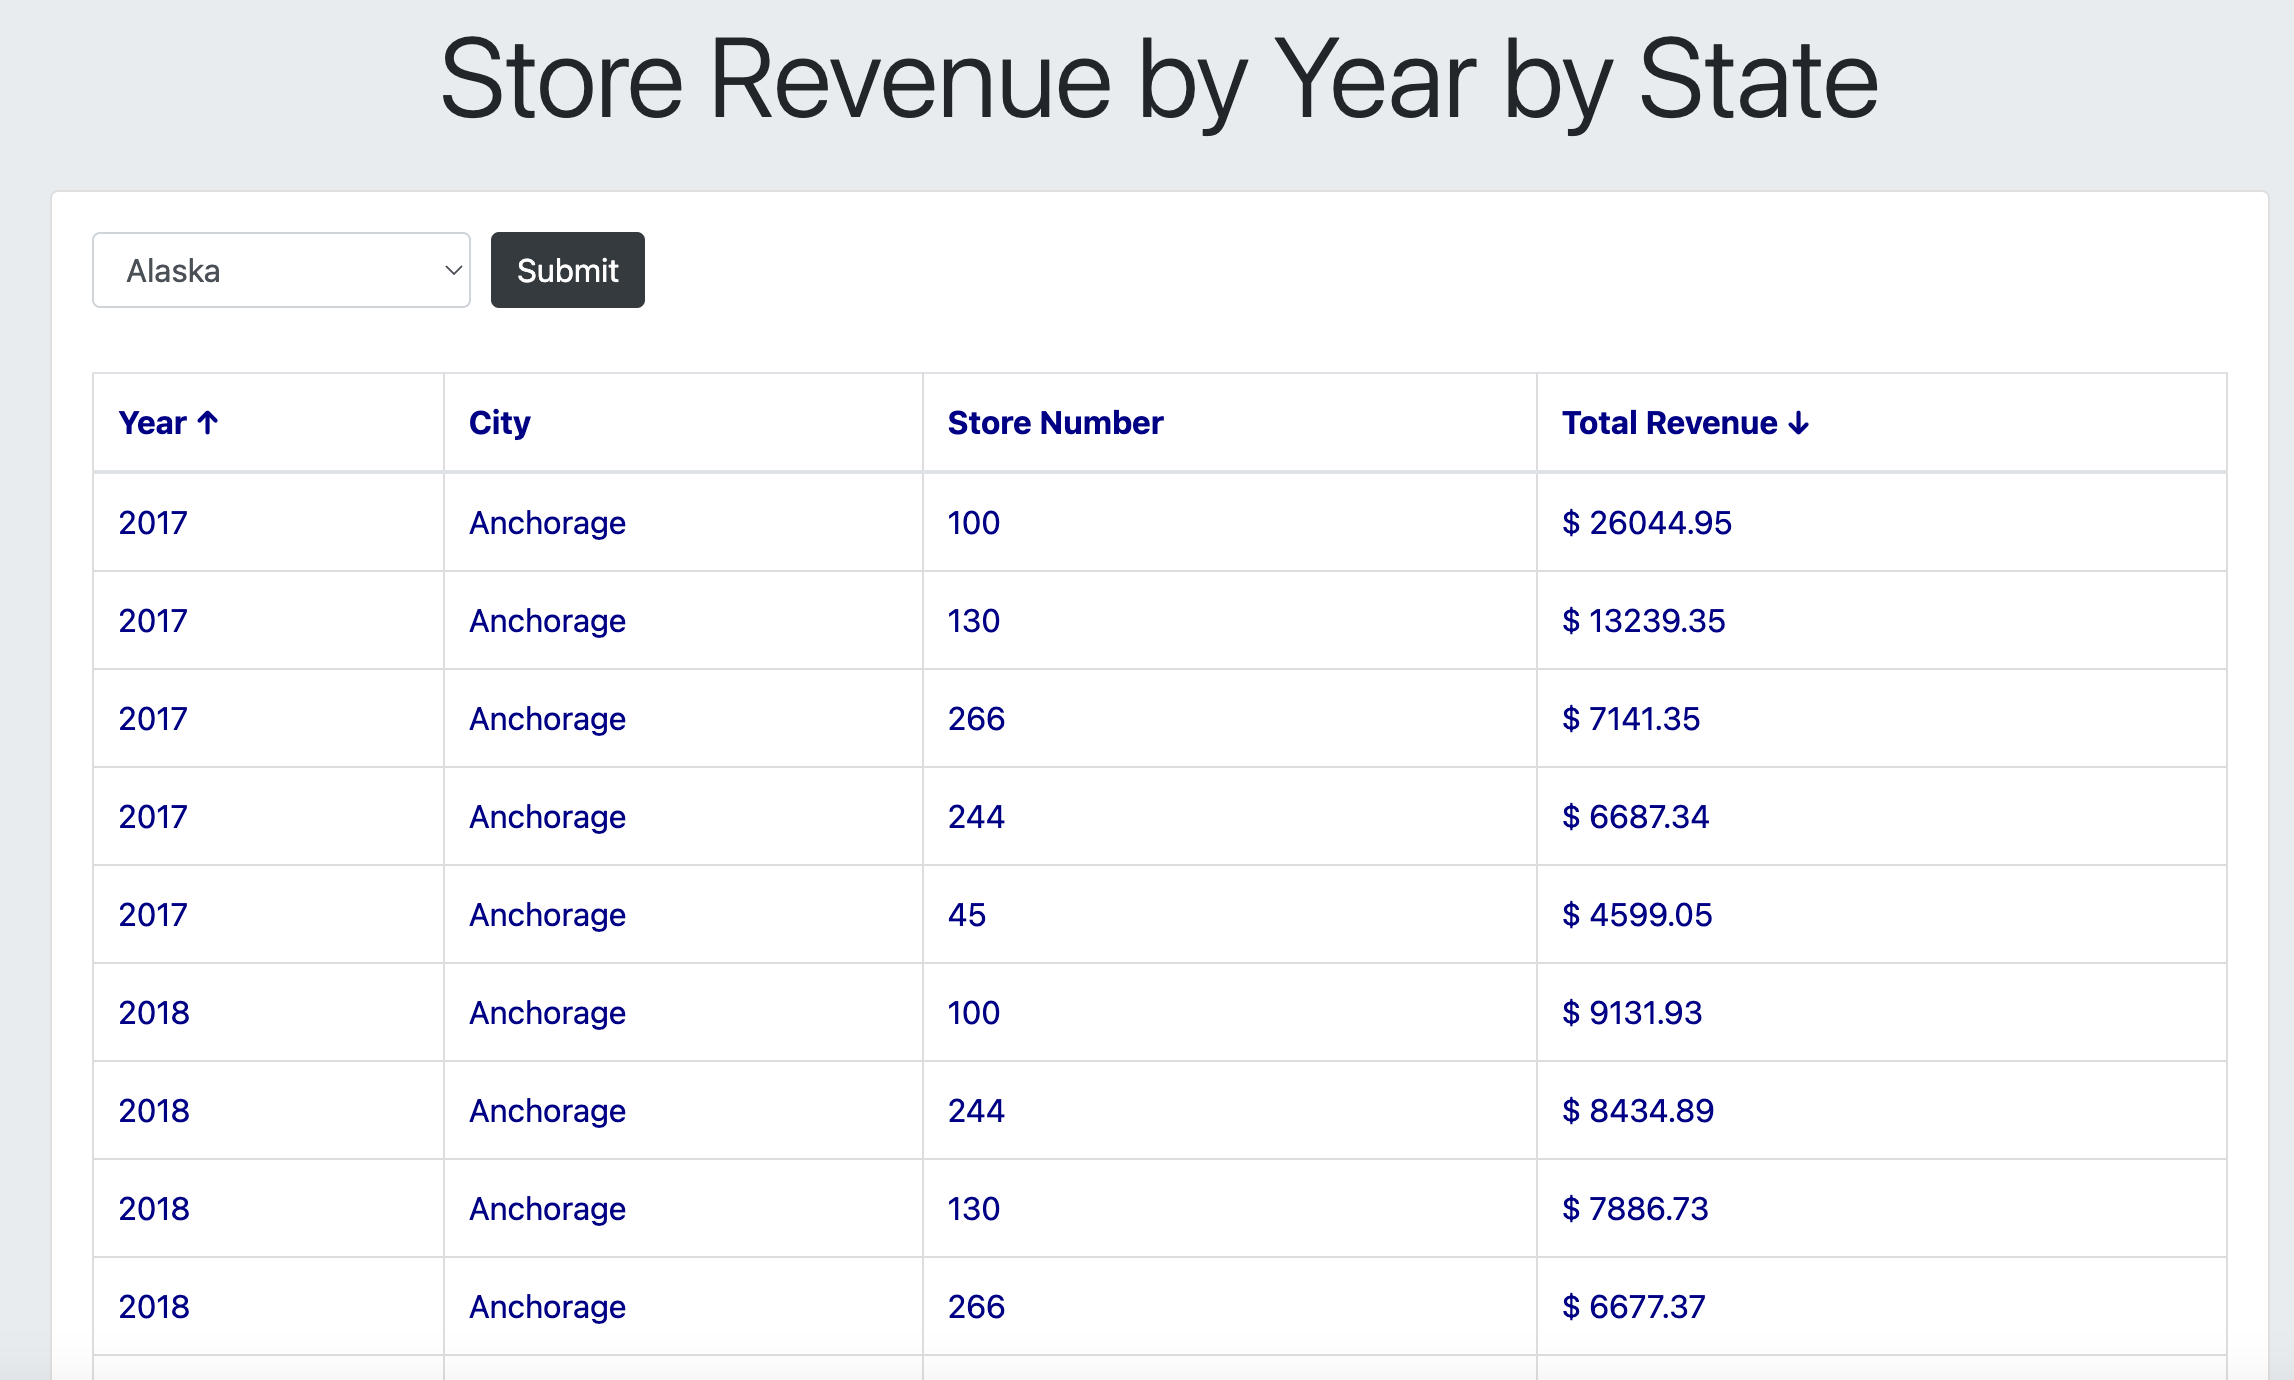 Store Revenue by Year by State
Alaska Submit
Year ↑ City Store Number Total Revenue ↓
2017 Anchorage 100 $ 26044.95
2017 Anchorage 130 $ 13239.35
2017 Anchorage 266 $ 7141.35
2017 Anchorage 244 $ 6687.34
2017 Anchorage 45 $ 4599.05
2018 Anchorage 100 $ 9131.93
2018 Anchorage 244 $ 8434.89
2018 Anchorage 130 $ 7886.73
2018 Anchorage 266 $ 6677.37